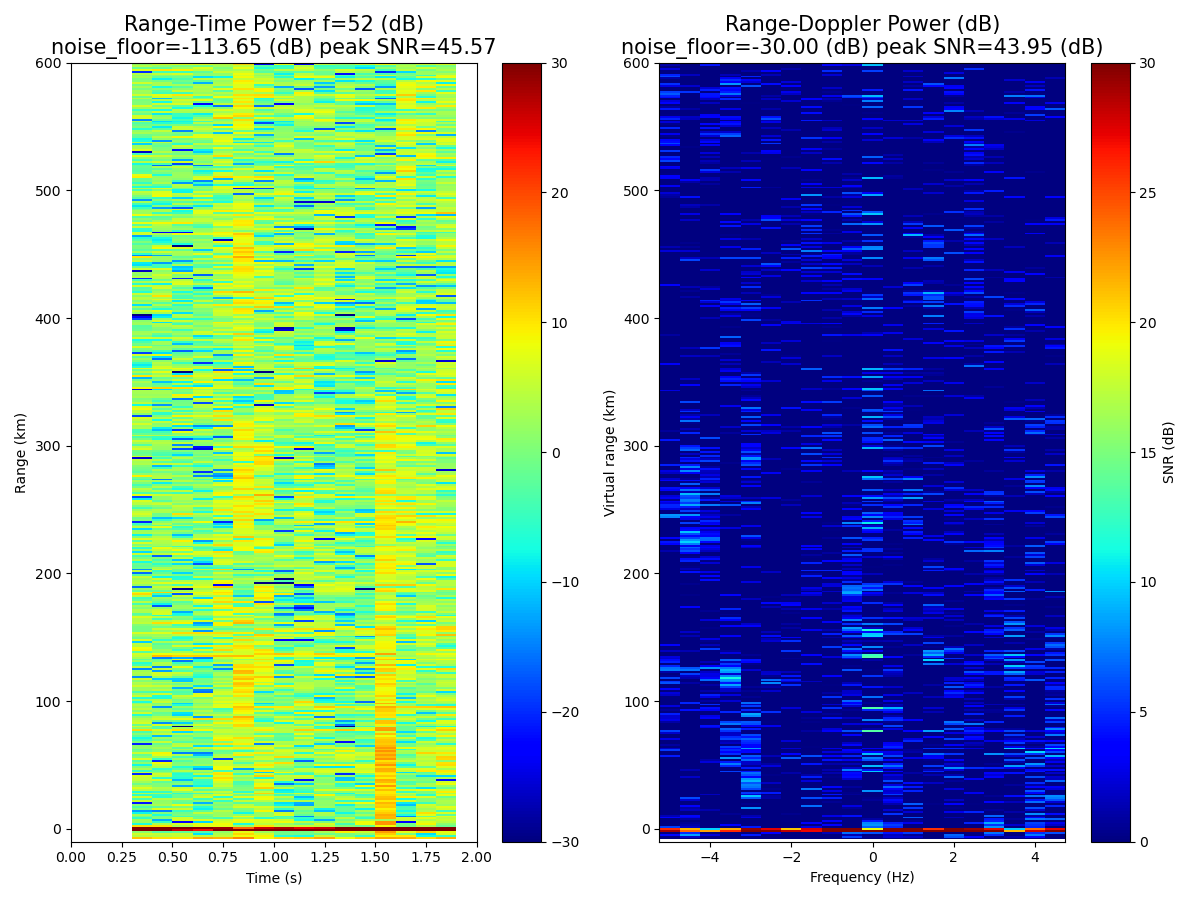 Range-Time Power f=52 (dB)
noise_floor=-113.65 (dB) peak SNR=45.57
600
500
400
300
200
100
0
Range (km)
0.00 0.25 0.50 0.75 1.00 1.25 1.50 1.75 2.00
Time (s)
30
20
10
0
−10
−20
−30
Range-Doppler Power (dB)
noise_floor=-30.00 (dB) peak SNR=43.95 (dB)
600
500
400
300
200
100
0
Virtual range (km)
−4 −2 0 2 4
Frequency (Hz)
30
25
20
15
10
5
0
SNR (dB)